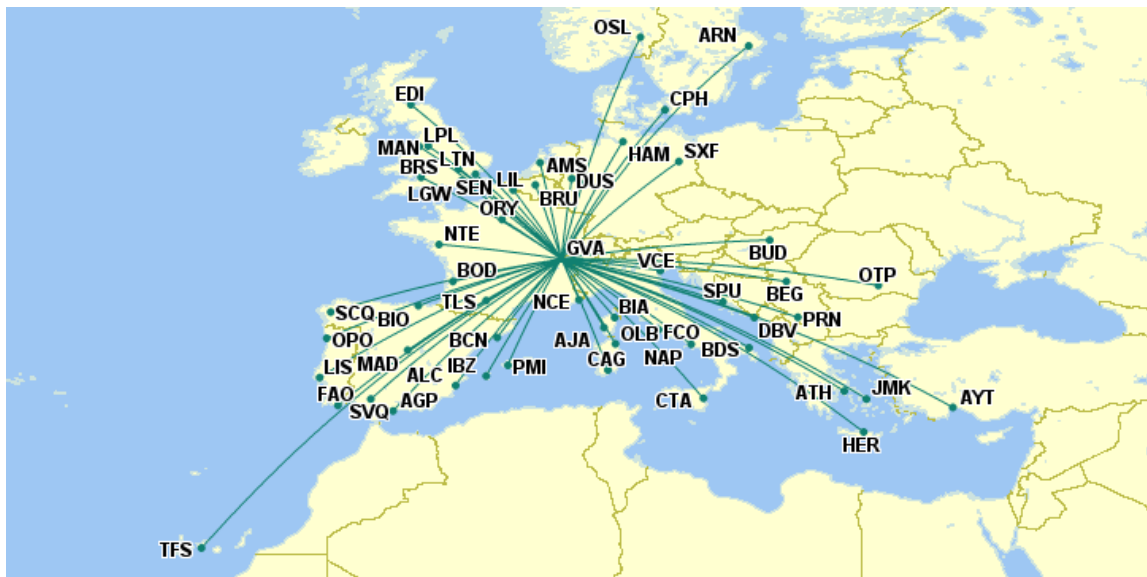 OSL
ARN
EDI
CPH
LPL
MAN
LTN
HAM
SXF
BRS
AMS
SEN
LIL
DUS
LGW
BRU
ORY
NTE
GVA
BUD
VCE
BOD
OTP
TLS
NCE
SPU
BEG
SCQ
BIO
BIA
PRN
DBV
OPO
BCN
AJA
OLB
FCO
BDS
LIS
MAD
IBZ
PMI
CAG
NAP
ALC
FAO
AGP
SVQ
CTA
ATH
JMK
AYT
HER
TFS